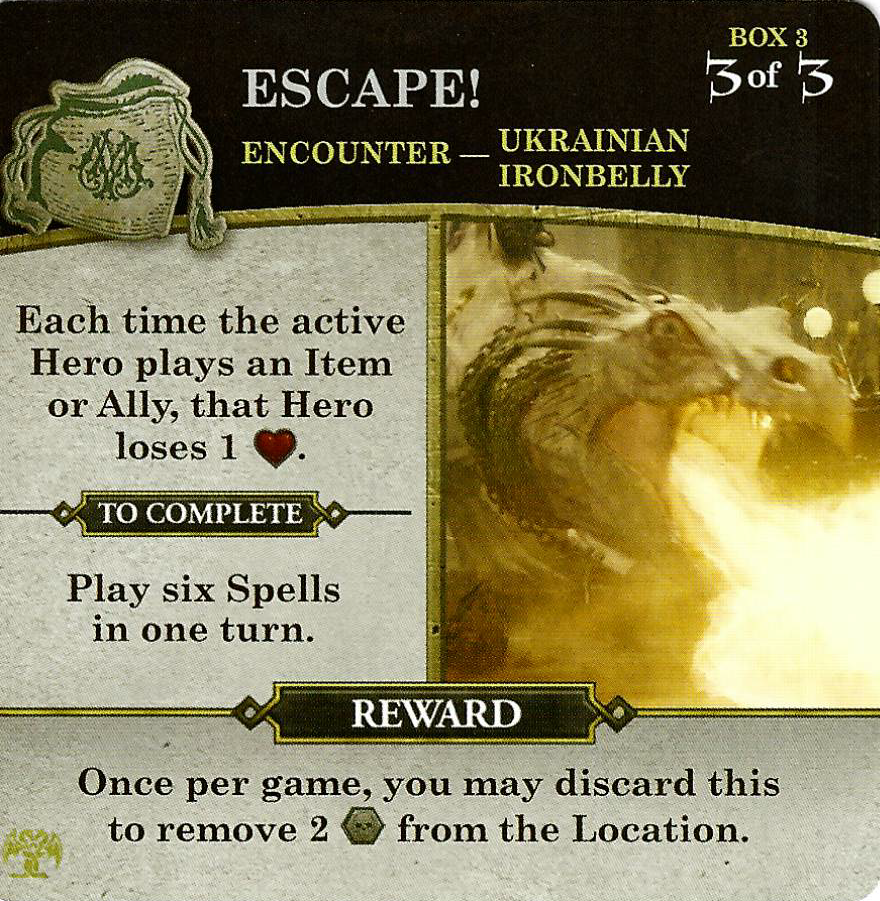 BOX 3
3 of 3
ESCAPE!
ENCOUNTER — UKRAINIAN
IRONBELLY
Each time the active
Hero plays an Item
or Ally, that Hero
loses 1 .
TO COMPLETE
Play six Spells
in one turn.
REWARD
Once per game, you may discard this
to remove 2 from the Location.